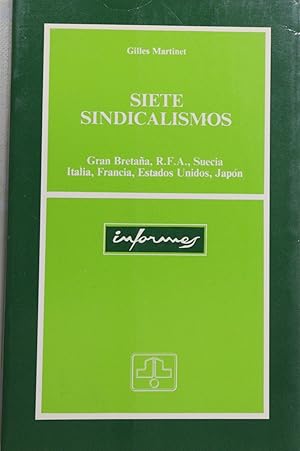 Gilles Martinet
SIETE
SINDICALISMOS
Gran Bretaña, R.F.A., Suecia
Italia, Francia, Estados Unidos, Japón
informes